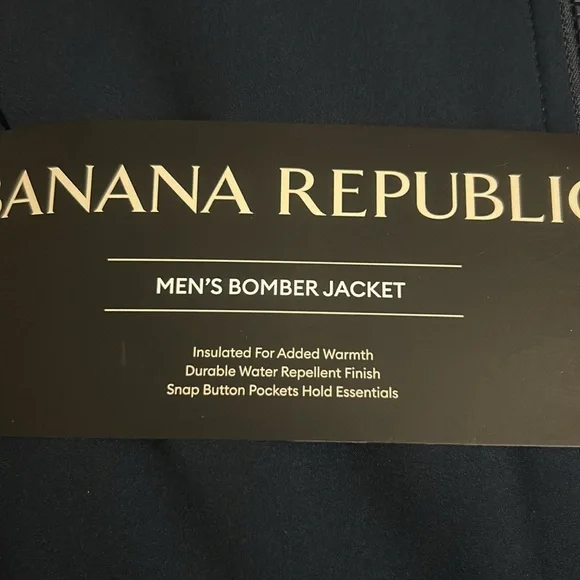 BANANA REPUBLIC
MEN'S BOMBER JACKET
Insulated For Added Warmth
Durable Water Repellent Finish
Snap Button Pockets Hold Essentials